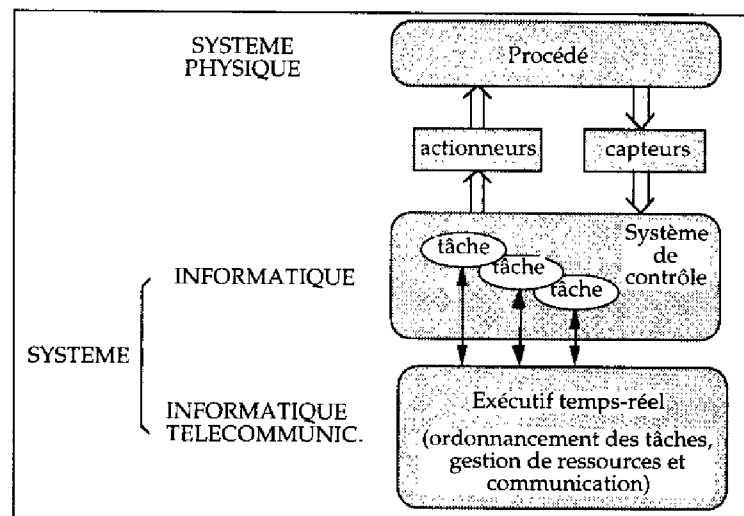 SYSTEME
PHYSIQUE
Procédé
actionneurs
capteurs
Système
de
contrôle
tâche
tâche
tâche
INFORMATIQUE
SYSTEME
INFORMATIQUE
TELECOMMUNIC.
Exécutif temps-réel
(ordonnancement des tâches,
gestion de ressources et
communication)